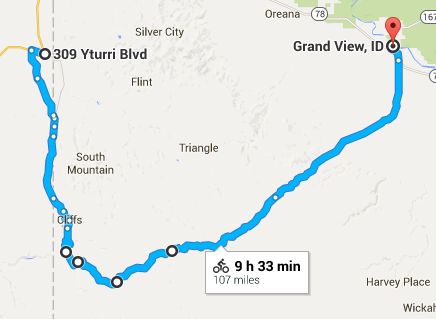 Oreana
78
167
Silver City
Grand View, ID
309 Yturri Blvd
Flint
Triangle
South
Mountain
Cliffs
9 h 33 min
107 miles
Harvey Place